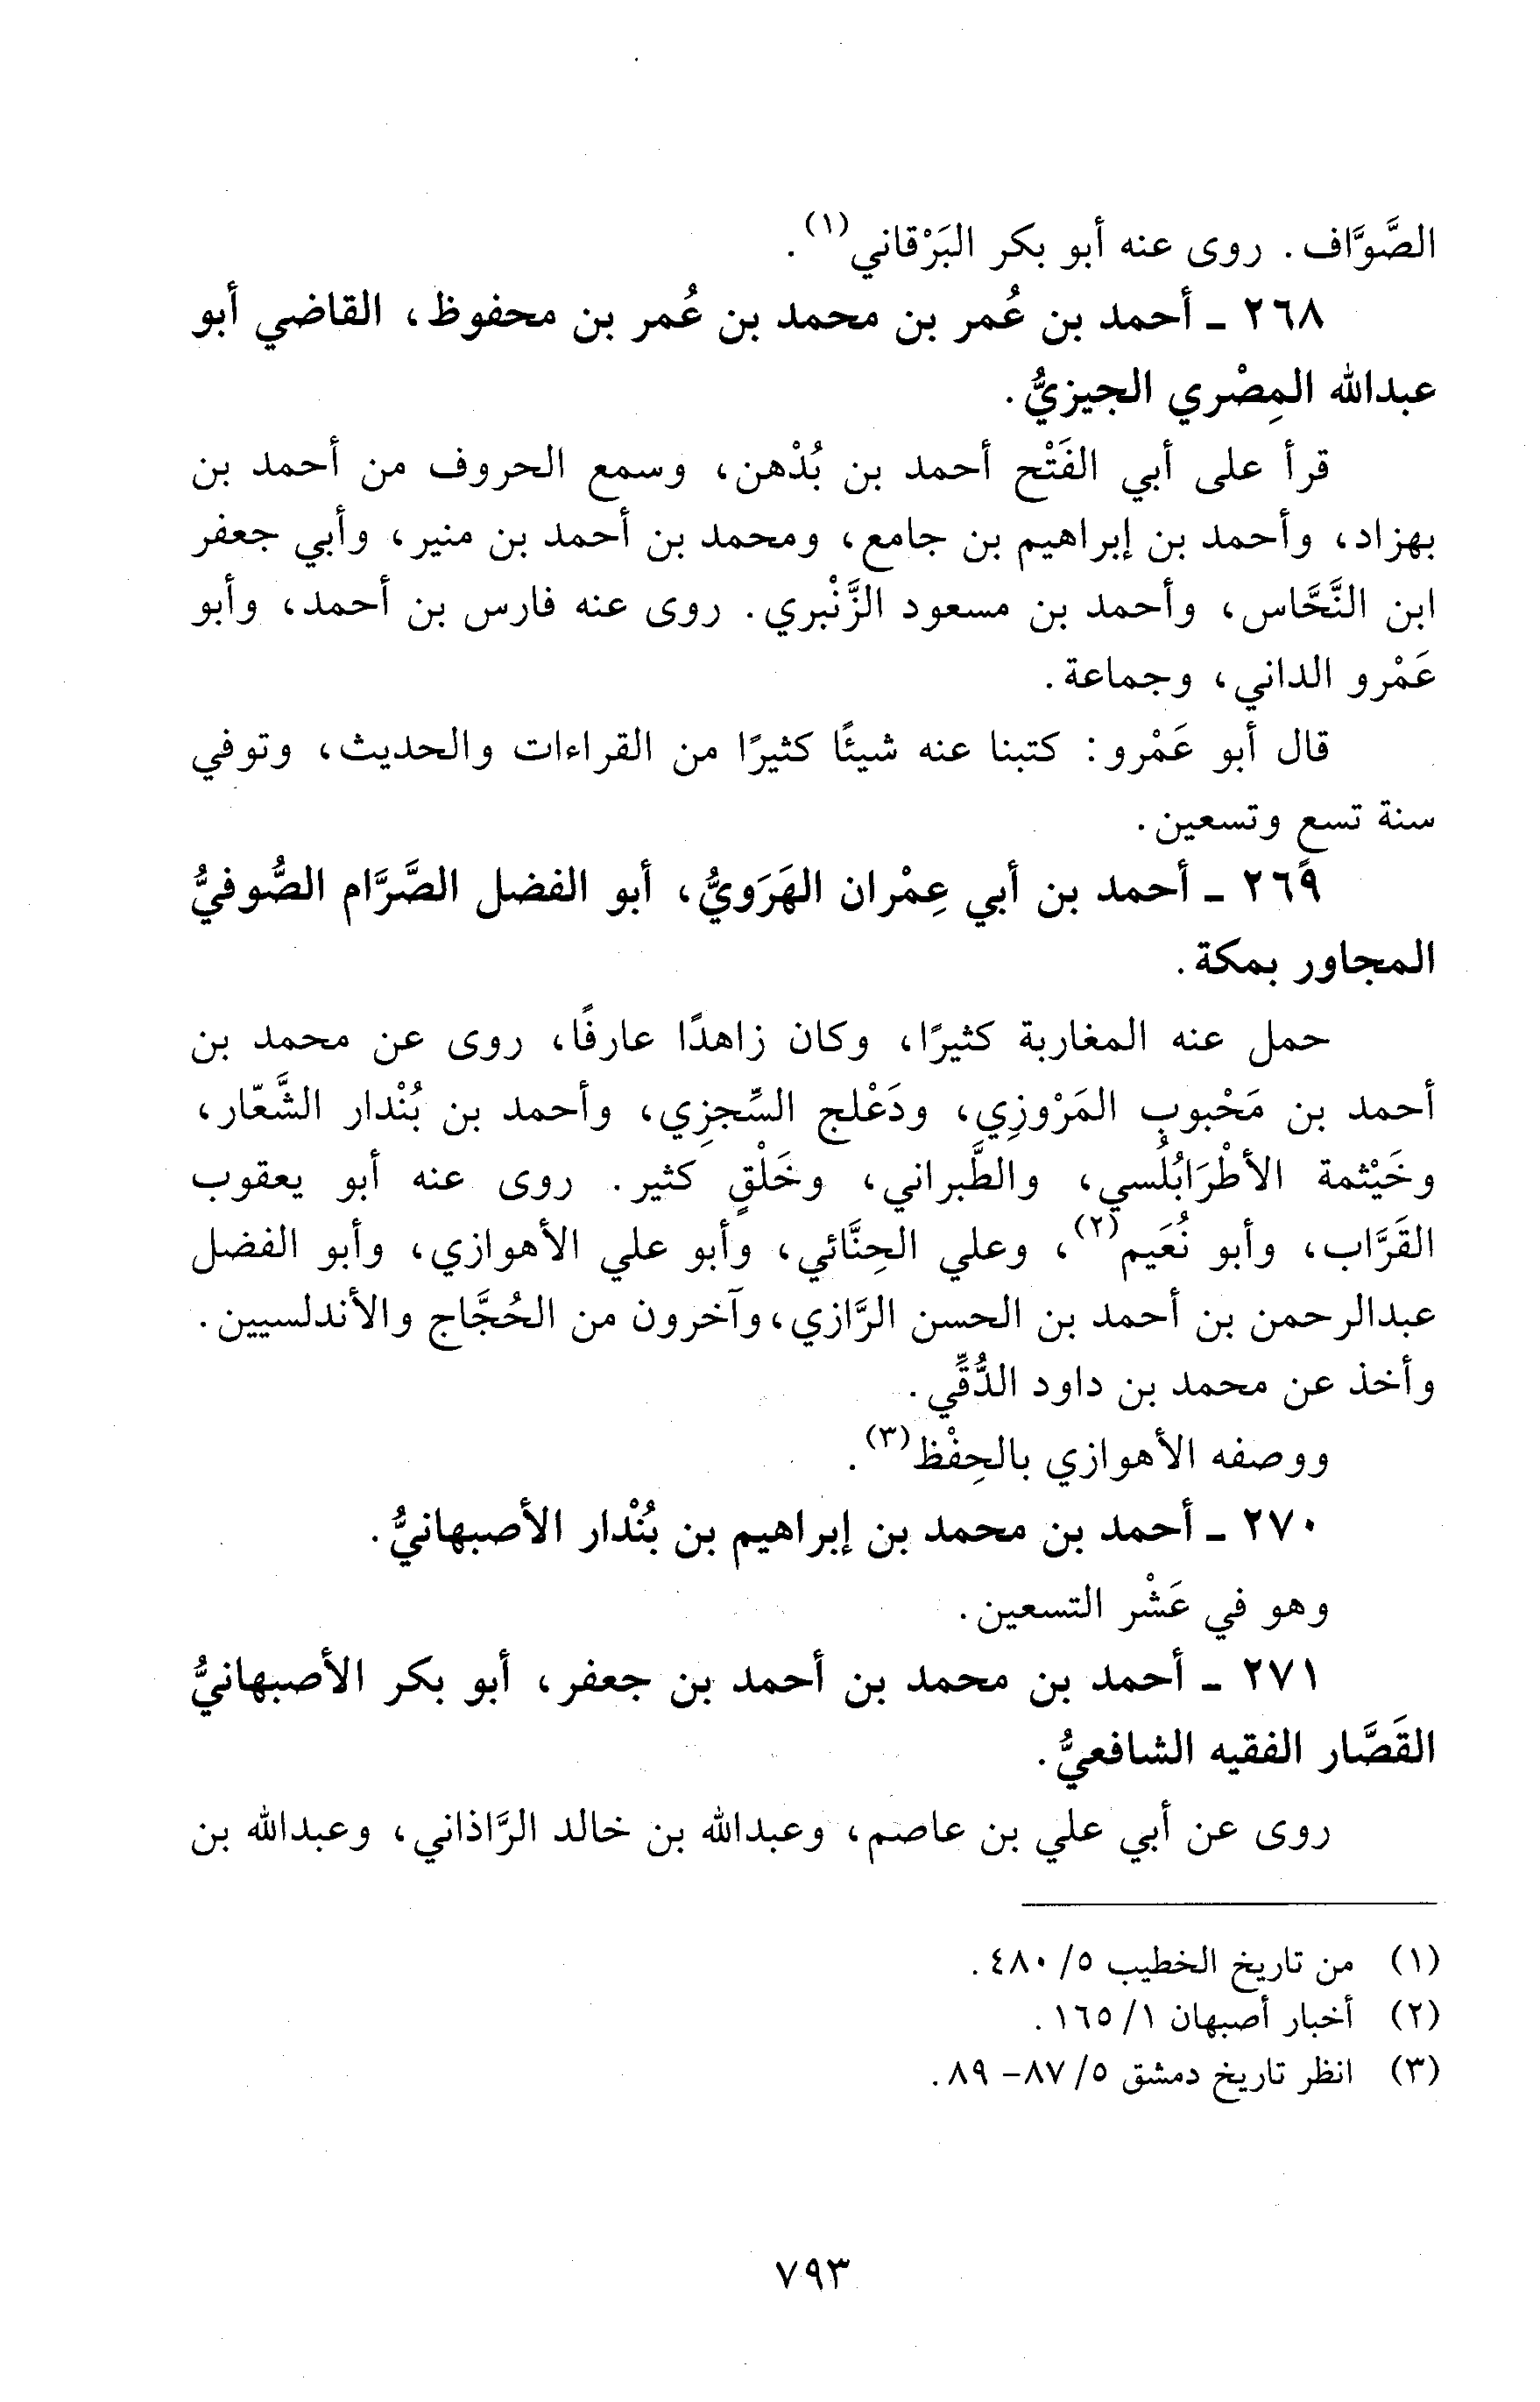 الصَّوَّاف. روى عنه أبو بكر البَرْقاني(١).
٢٦٨ ـ أحمد بن عُمر بن محمد بن عُمر بن محفوظ، القاضي أبو
عبدالله المِصْري الجيزيُّ.
قرأ على أبي الفَتْح أحمد بن بُدْهن، وسمع الحروف من أحمد بن
بهزاد، وأحمد بن إبراهيم بن جامع، ومحمد بن أحمد بن منير، وأبي جعفر
ابن النَّحَّاس، وأحمد بن مسعود الزَّنْبري. روى عنه فارس بن أحمد، وأبو
عَمْرو الداني، وجماعة.
قال أبو عَمْرو: كتبنا عنه شيئًا كثيرًا من القراءات والحديث، وتوفي
سنة تسع وتسعين.
٢٦٩ ـ أحمد بن أبي عِمْران الهَرَويُّ، أبو الفضل الصَّرَّام الصُّوفيُّ
المجاور بمكة.
حمل عنه المغاربة كثيرًا، وكان زاهدًا عارفًا، روى عن محمد بن
أحمد بن مَحْبوب المَرْوزِي، ودَعْلج السِّجزِي، وأحمد بن بُنْدار الشَّعّار،
وخَيْثمة الأطْرَابُلُسي، والطَّبراني، وخَلْقٍ كثير. روى عنه أبو يعقوب
القَرَّاب، وأبو نُعَيم(٢)، وعلي الحِنَّائي، وأبو علي الأهوازي، وأبو الفضل
عبدالرحمن بن أحمد بن الحسن الرَّازي، وآخرون من الحُجَّاج والأندلسيين.
وأخذ عن محمد بن داود الدُّقِّي.
ووصفه الأهوازي بالحِفْظ(٣).
٢٧٠ ـ أحمد بن محمد بن إبراهيم بن بُنْدار الأصبهانيُّ.
وهو في عَشْر التسعين.
٢٧١ ـ أحمد بن محمد بن أحمد بن جعفر، أبو بكر الأصبهانيُّ
القَصَّار الفقيه الشافعيُّ.
روى عن أبي علي بن عاصم، وعبدالله بن خالد الرَّاذاني، وعبدالله بن
(١) من تاريخ الخطيب ٥/ ٤٨٠.
(٢) أخبار أصبهان ١/ ١٦٥.
(٣) انظر تاريخ دمشق ٥/ ٨٧- ٨٩.
٧٩٣